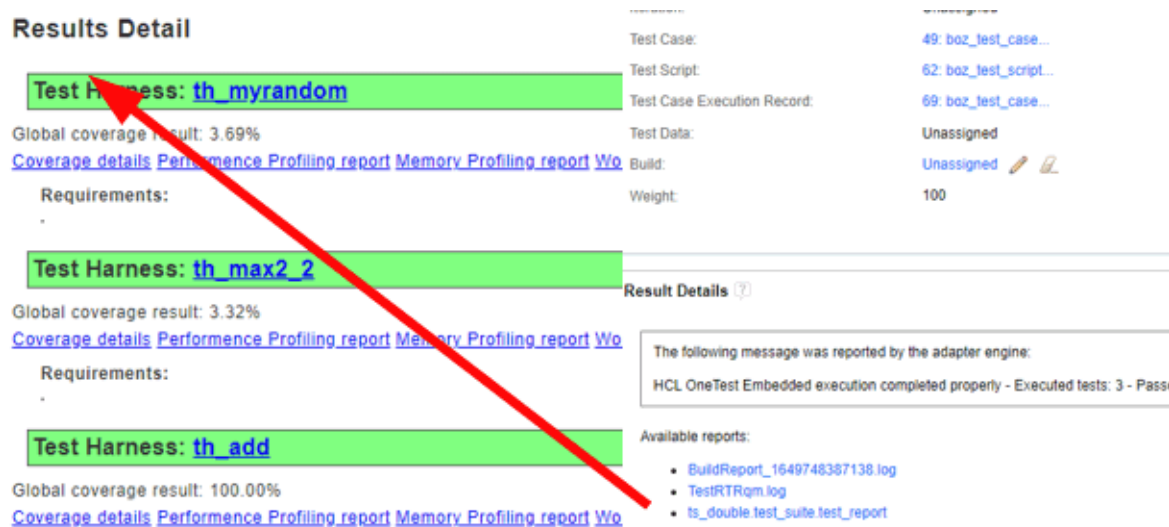 Results Detail
Test Harness: th_myrandom
Global coverage result: 3.69%
Coverage details Performence Profiling report Memory Profiling report Wo
Requirements:
.
Test Harness: th_max2_2
Global coverage result: 3.32%
Coverage details Performence Profiling report Memory Profiling report Wo
Requirements:
.
Test Harness: th_add
Global coverage result: 100.00%
Coverage details Performence Profiling report Memory Profiling report Wo
Test Case: 49: boz_test_case...
Test Script: 62: boz_test_script...
Test Case Execution Record: 69: boz_test_case...
Test Data: Unassigned
Build: Unassigned
Weight: 100
Result Details ?
The following message was reported by the adapter engine:
HCL OneTest Embedded execution completed properly - Executed tests: 3 - Passe
Available reports:
• BuildReport_1649748387138.log
• TestRTRqm.log
• ts_double.test_suite.test_report